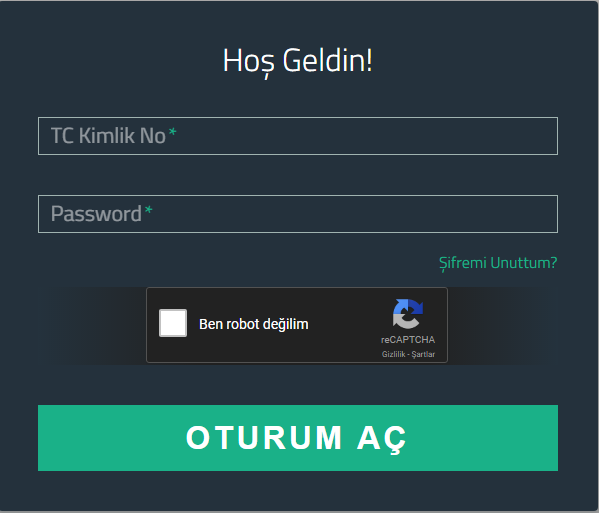 Hoş Geldin!
TC Kimlik No *
Password *
Şifremi Unuttum?
Ben robot değilim
reCAPTCHA
Gizlilik - Şartlar
OTURUM AÇ